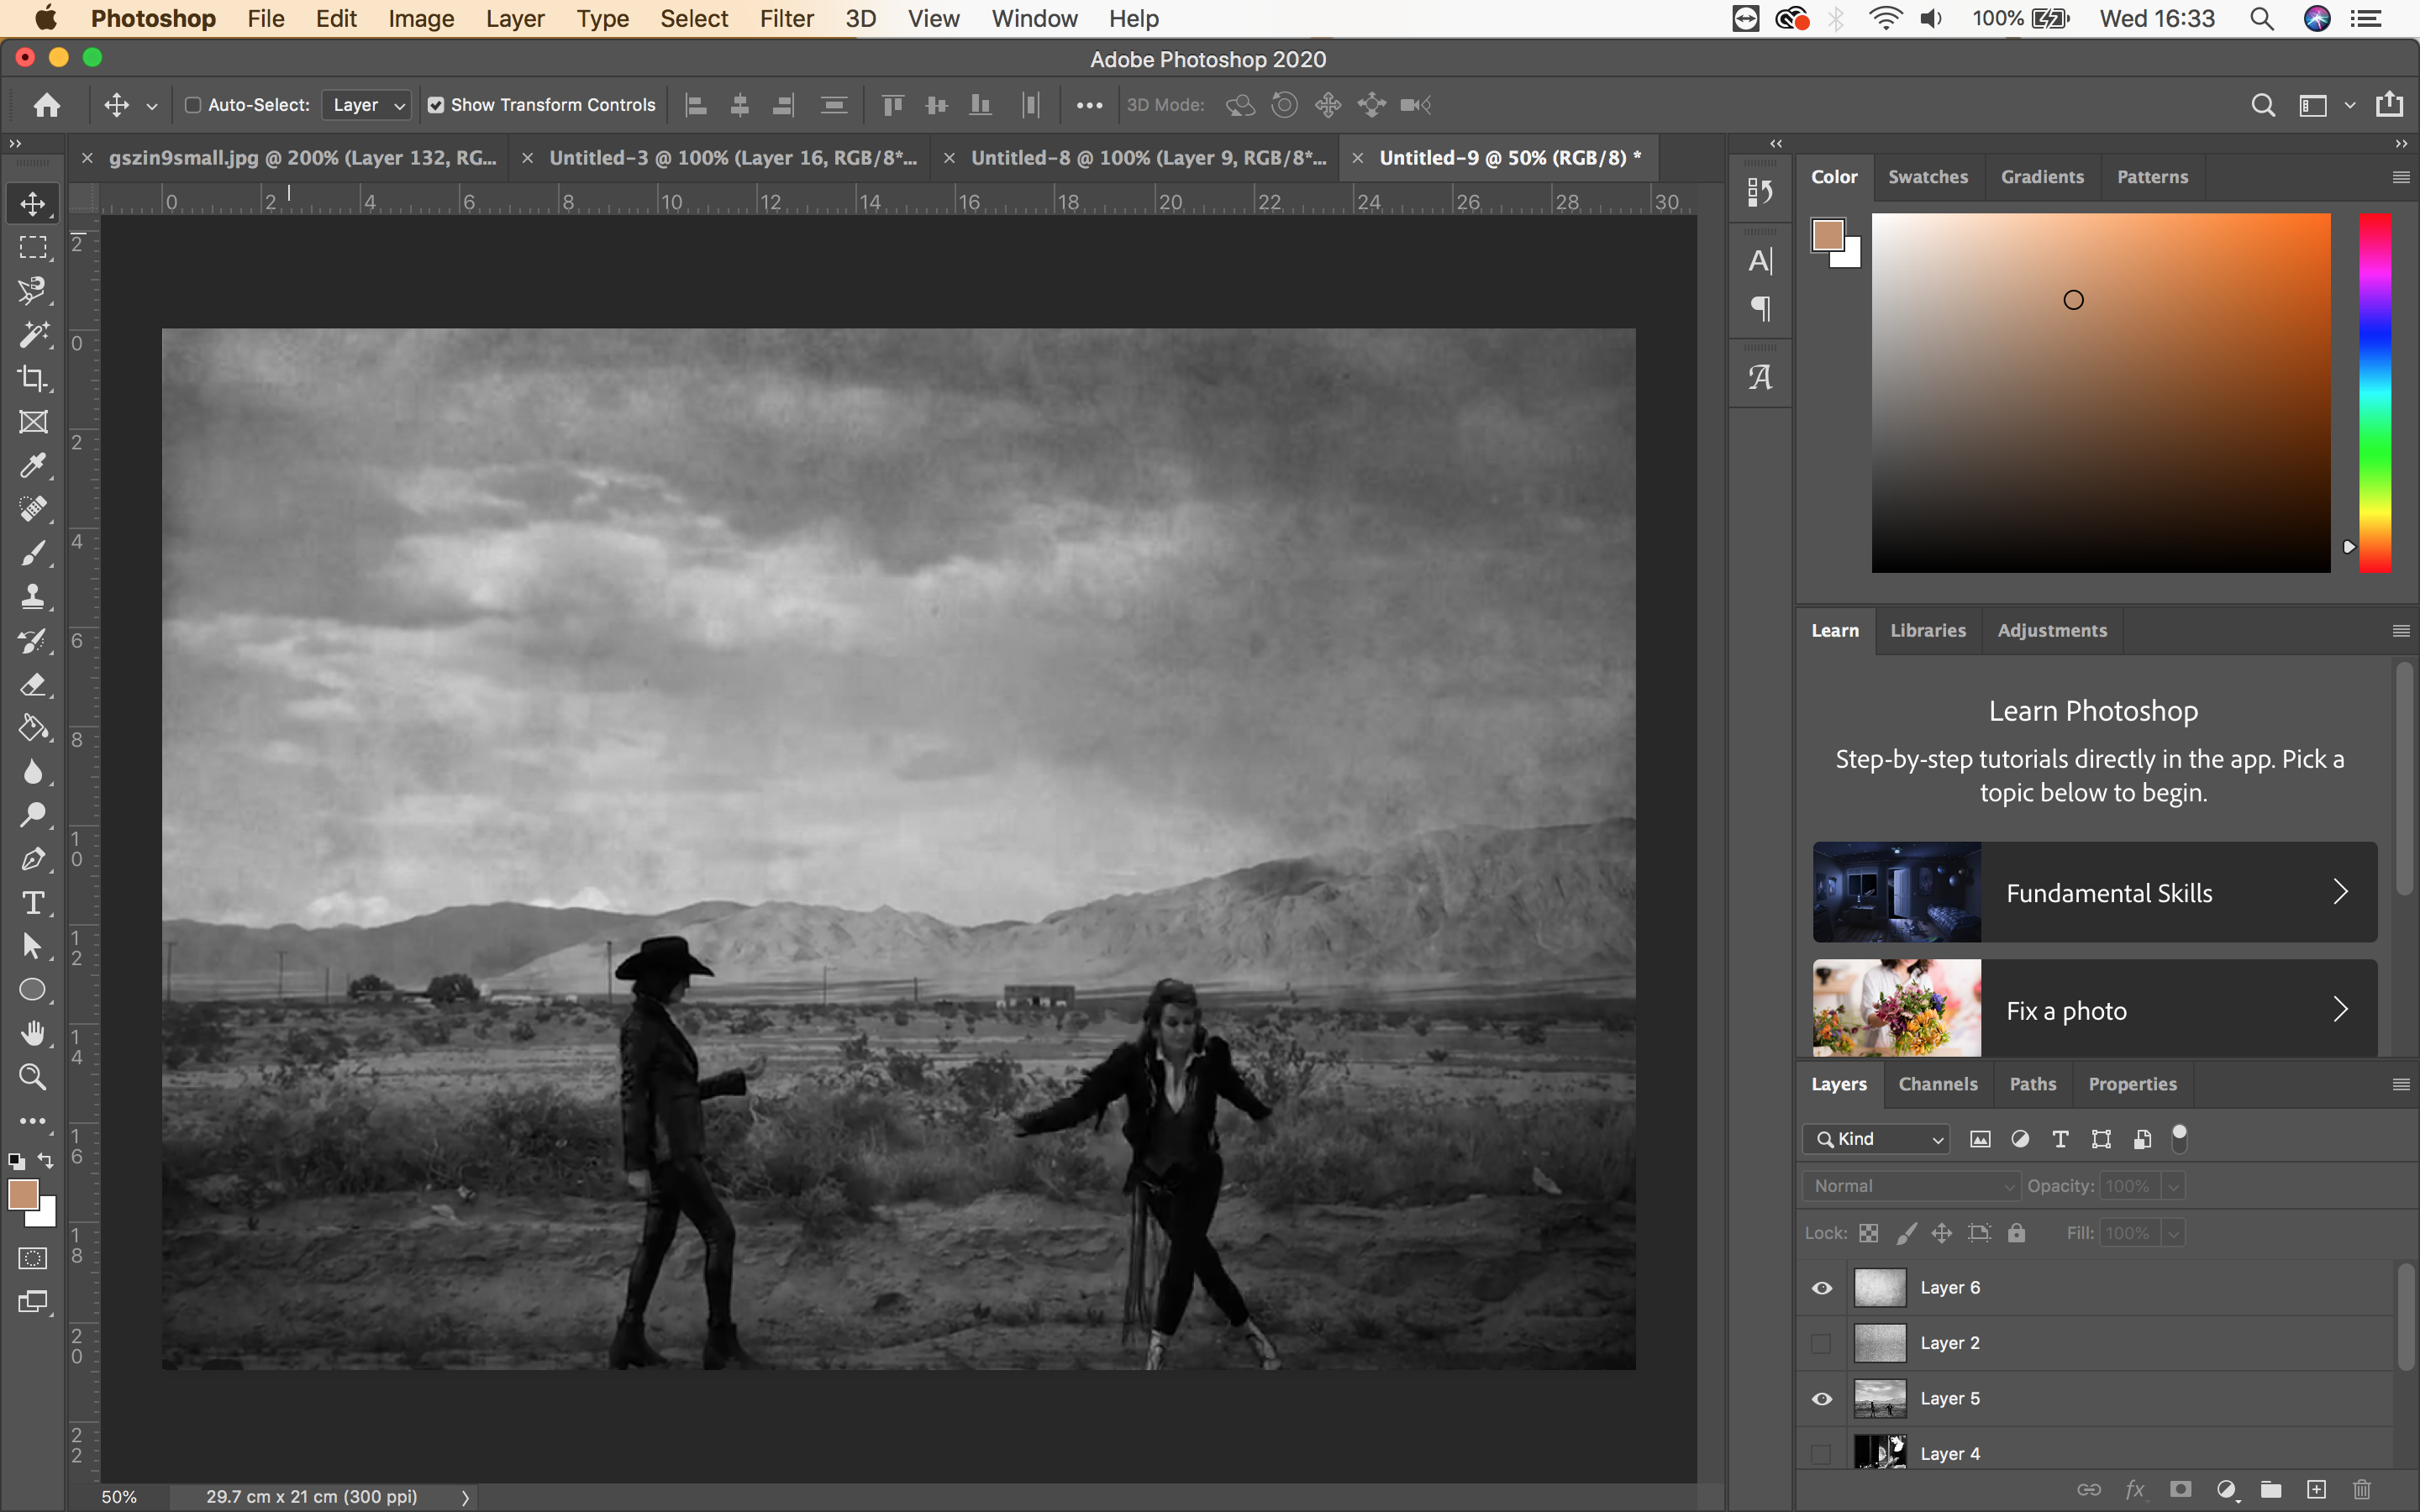 Photoshop File Edit Image Layer Type Select Filter 3D View Window Help 100% Wed 16:33
Adobe Photoshop 2020
Auto-Select: Layer Show Transform Controls 3D Mode:
gszin9small.jpg @ 200% (Layer 132, RG... Untitled-3 @ 100% (Layer 16, RGB/8*... Untitled-8 @ 100% (Layer 9, RGB/8*... Untitled-9 @ 50% (RGB/8) *
0 2 4 6 8 10 12 14 16 18 20 22 24 26 28 30
2
0
2
4
6
8
10
12
14
16
18
20
22
Color Swatches Gradients Patterns
Learn Libraries Adjustments
Learn Photoshop
Step-by-step tutorials directly in the app. Pick a
topic below to begin.
Fundamental Skills
Fix a photo
Layers Channels Paths Properties
Kind
Normal Opacity: 100%
Lock: Fill: 100%
Layer 6
Layer 2
Layer 5
Layer 4
fx
50% 29.7 cm x 21 cm (300 ppi)